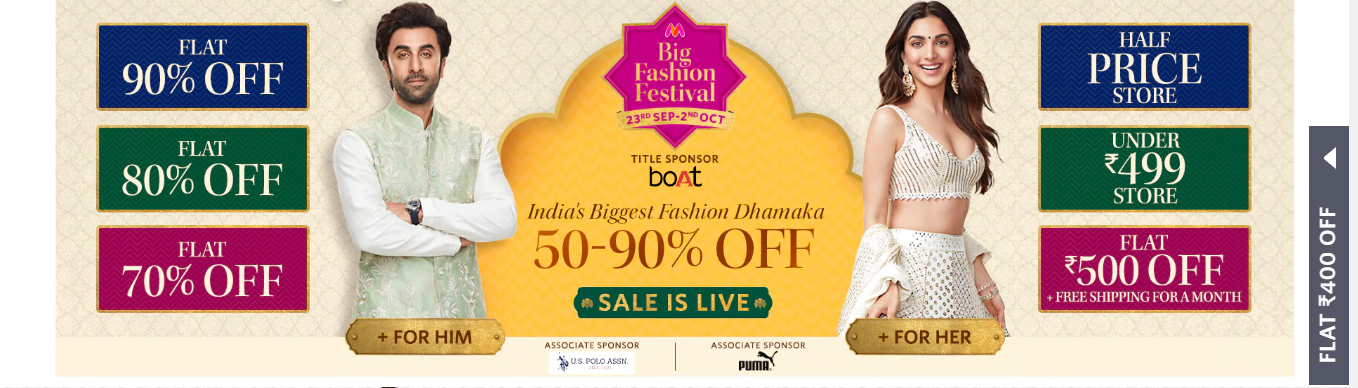 FLAT
90% OFF
FLAT
80% OFF
FLAT
70% OFF
Big
Fashion
Festival
23RD SEP-2ND OCT
TITLE SPONSOR
boAt
India's Biggest Fashion Dhamaka
50-90% OFF
SALE IS LIVE
+ FOR HIM
+ FOR HER
ASSOCIATE SPONSOR
U.S. POLO ASSN.
ASSOCIATE SPONSOR
PUMA
HALF
PRICE
STORE
UNDER
₹499
STORE
FLAT
₹500 OFF
+ FREE SHIPPING FOR A MONTH
FLAT ₹400 OFF